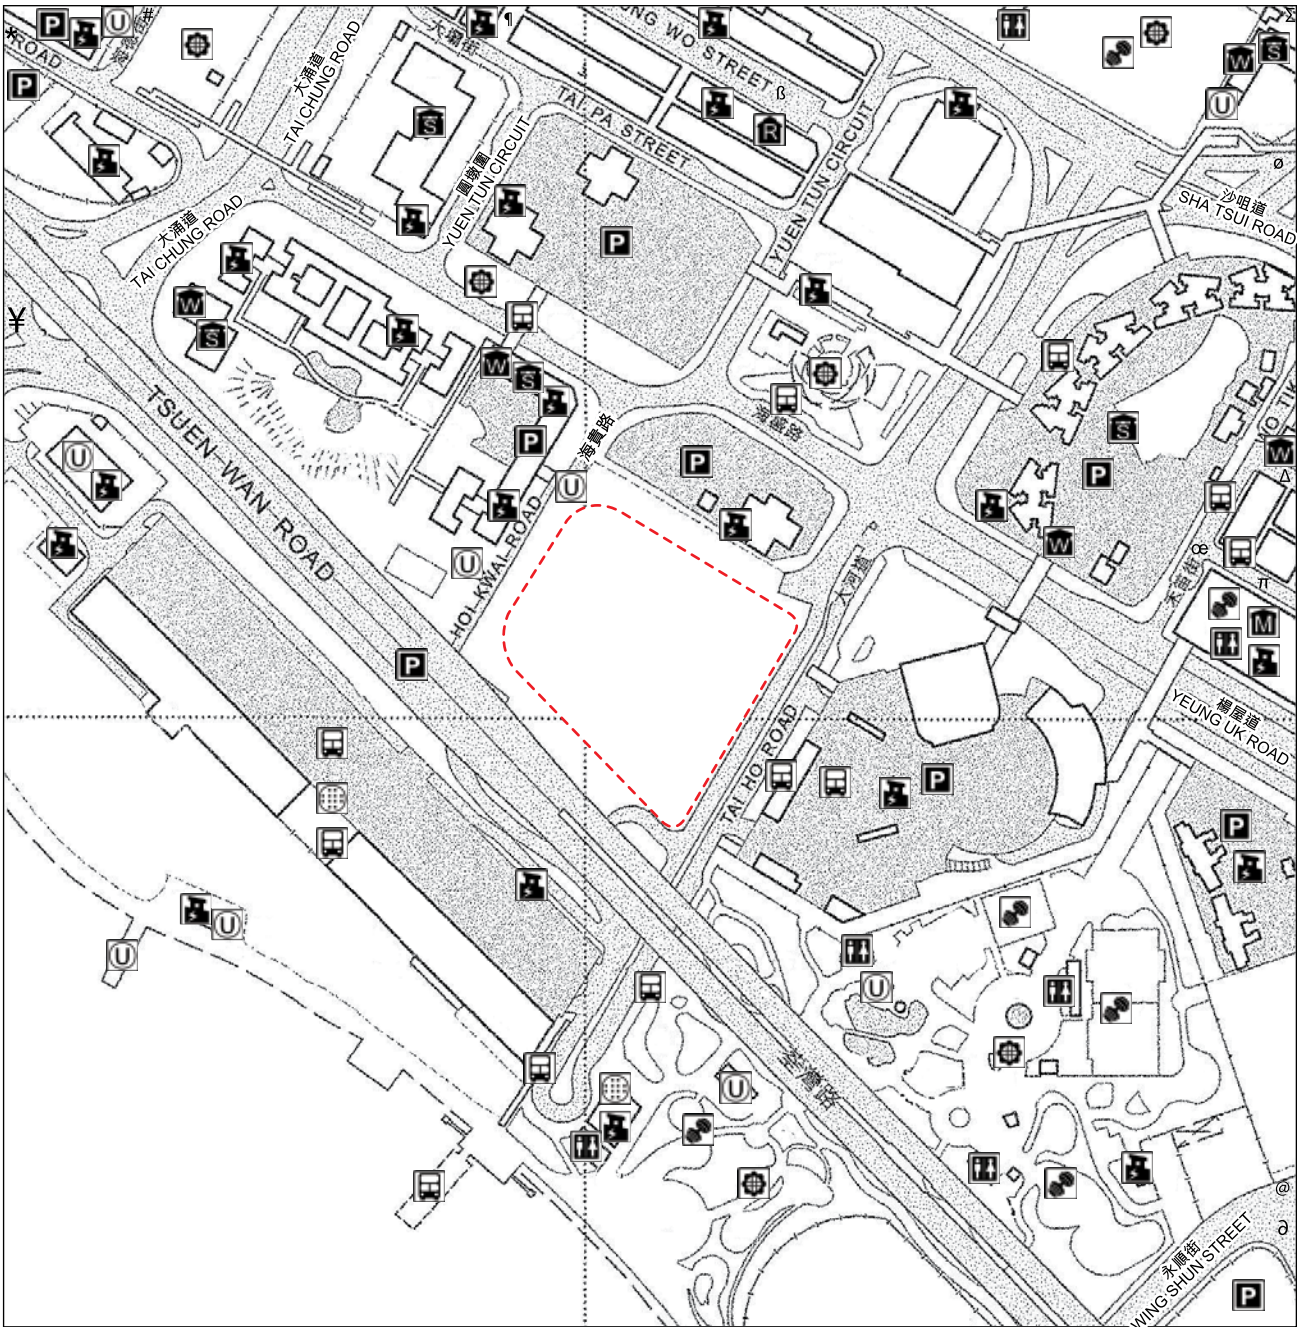 P
U
#
*
ROAD
P
大涌道
TAI CHUNG ROAD
大壩街
¶
UNG WO STREET
ß
Σ
W
S
U
S
TAI PA STREET
R
圓墩圍
YUEN TUN CIRCUIT
YUEN TUN CIRCUIT
ø
沙咀道
SHA TSUI ROAD
大涌道
TAI CHUNG ROAD
P
W
S
¥
W
S
P
海貴路
P
S
P
W
Δ
U
TSUEN WAN ROAD
U
HOI KWAI ROAD
U
大河道
W
œ
π
M
P
TAI HO ROAD
楊屋道
YEUNG UK ROAD
P
P
U
U
U
荃灣路
U
@
∂
永順街
WING SHUN STREET
P